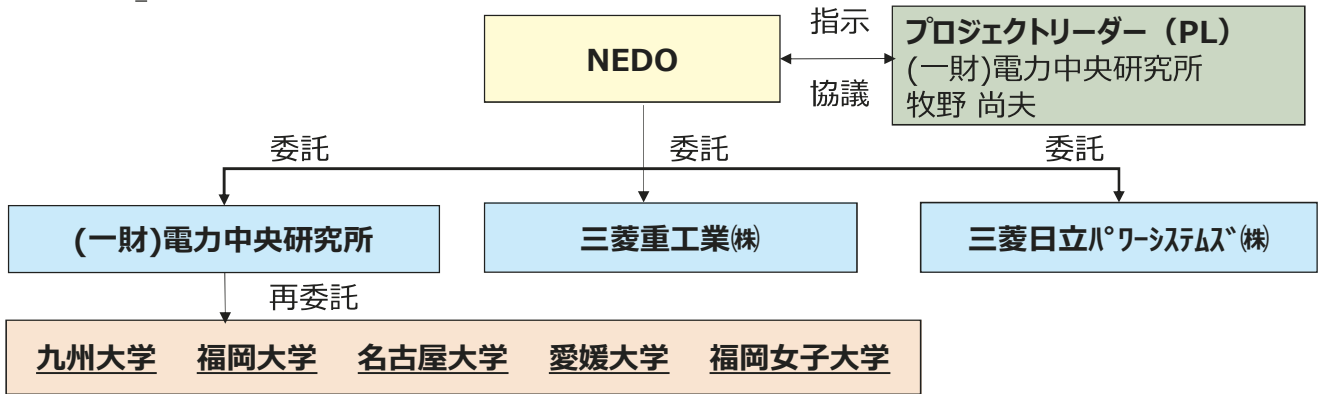 指示
プロジェクトリーダー（PL）
NEDO
(一財)電力中央研究所
協議
牧野 尚夫
委託 委託 委託
(一財)電力中央研究所 三菱重工業㈱ 三菱日立ﾊﾟﾜｰｼｽﾃﾑｽﾞ㈱
再委託
九州大学 福岡大学 名古屋大学 愛媛大学 福岡女子大学